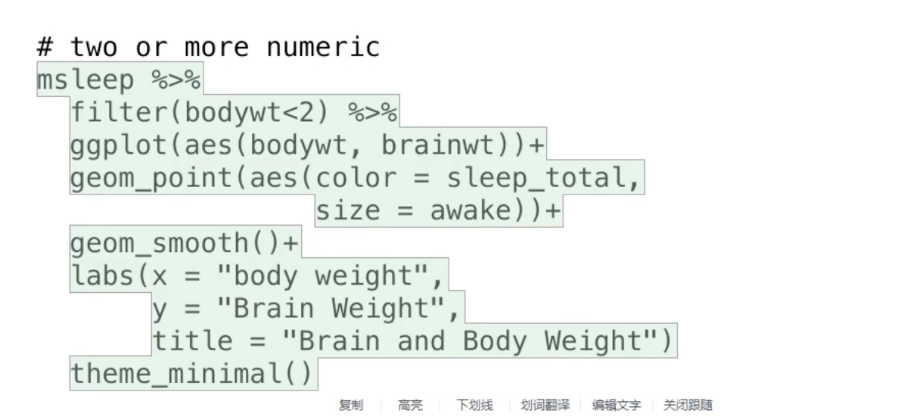 # two or more numeric
msleep %>%
  filter(bodywt<2) %>%
  ggplot(aes(bodywt, brainwt))+
  geom_point(aes(color = sleep_total,
                 size = awake))+
  geom_smooth()+
  labs(x = "body weight",
       y = "Brain Weight",
       title = "Brain and Body Weight")
  theme_minimal()
复制 高亮 下划线 划词翻译 编辑文字 关闭跟随